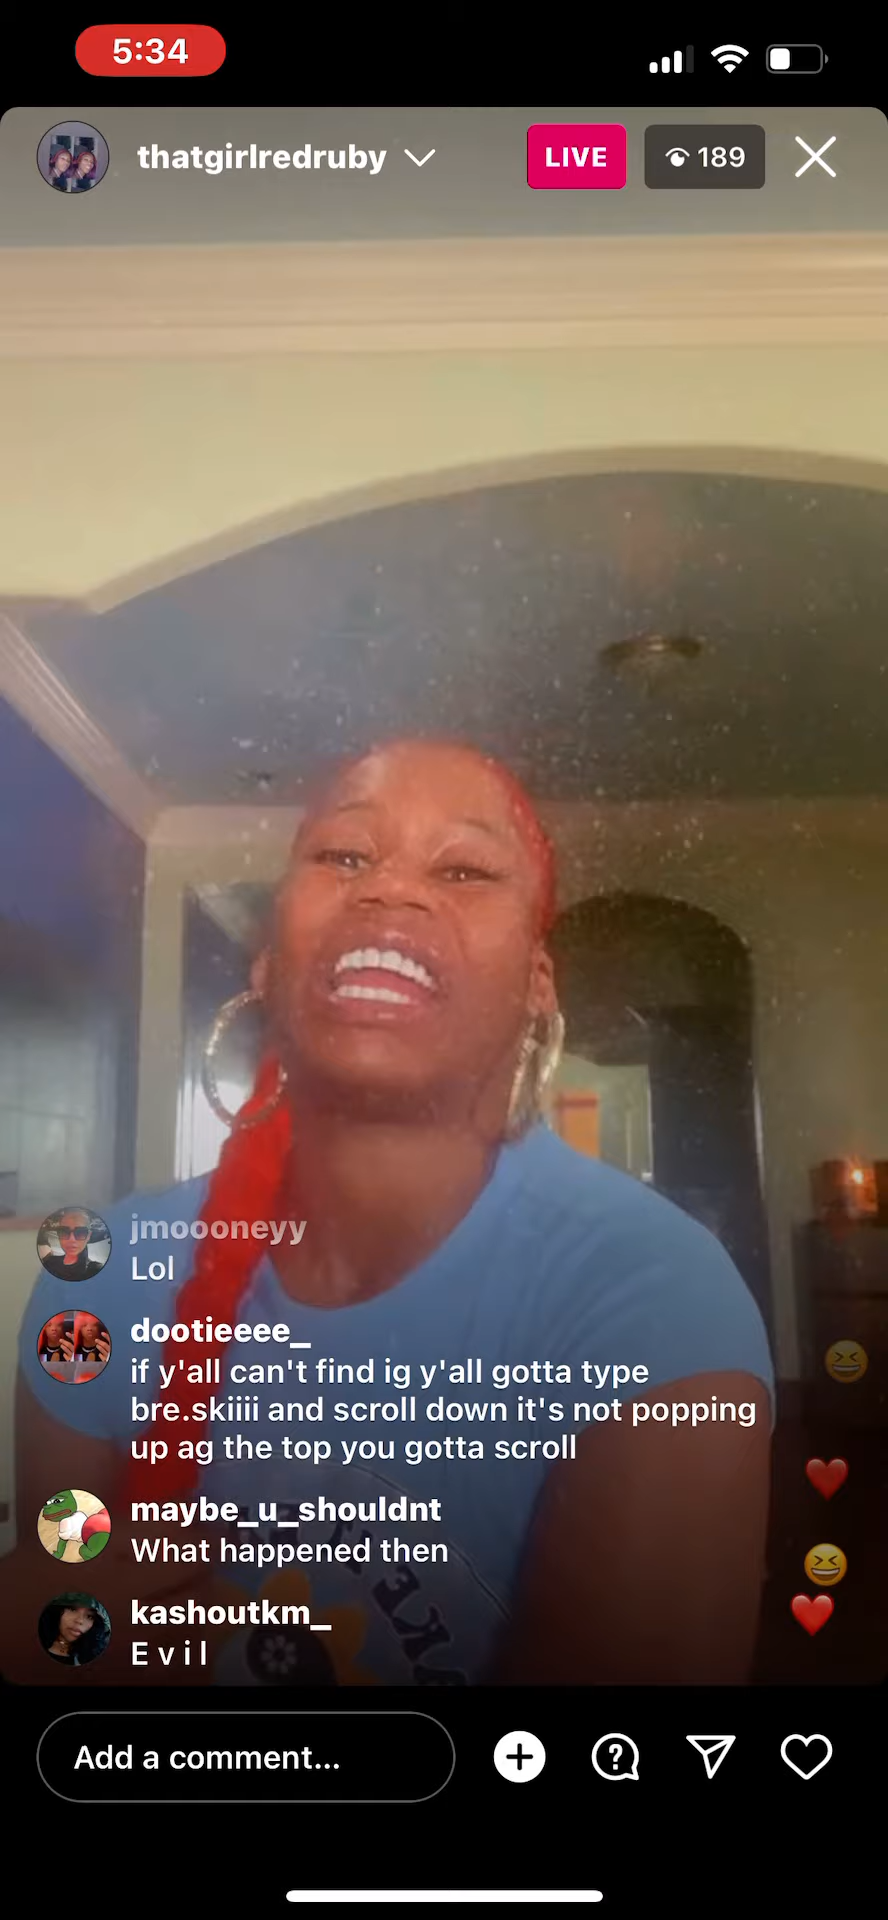 5:34
thatgirlredruby
LIVE
189
jmoooneyy
Lol
dootieeee_
if y'all can't find ig y'all gotta type
bre.skiiii and scroll down it's not popping
up ag the top you gotta scroll
maybe_u_shouldnt
What happened then
kashoutkm_
E v i l
Add a comment...